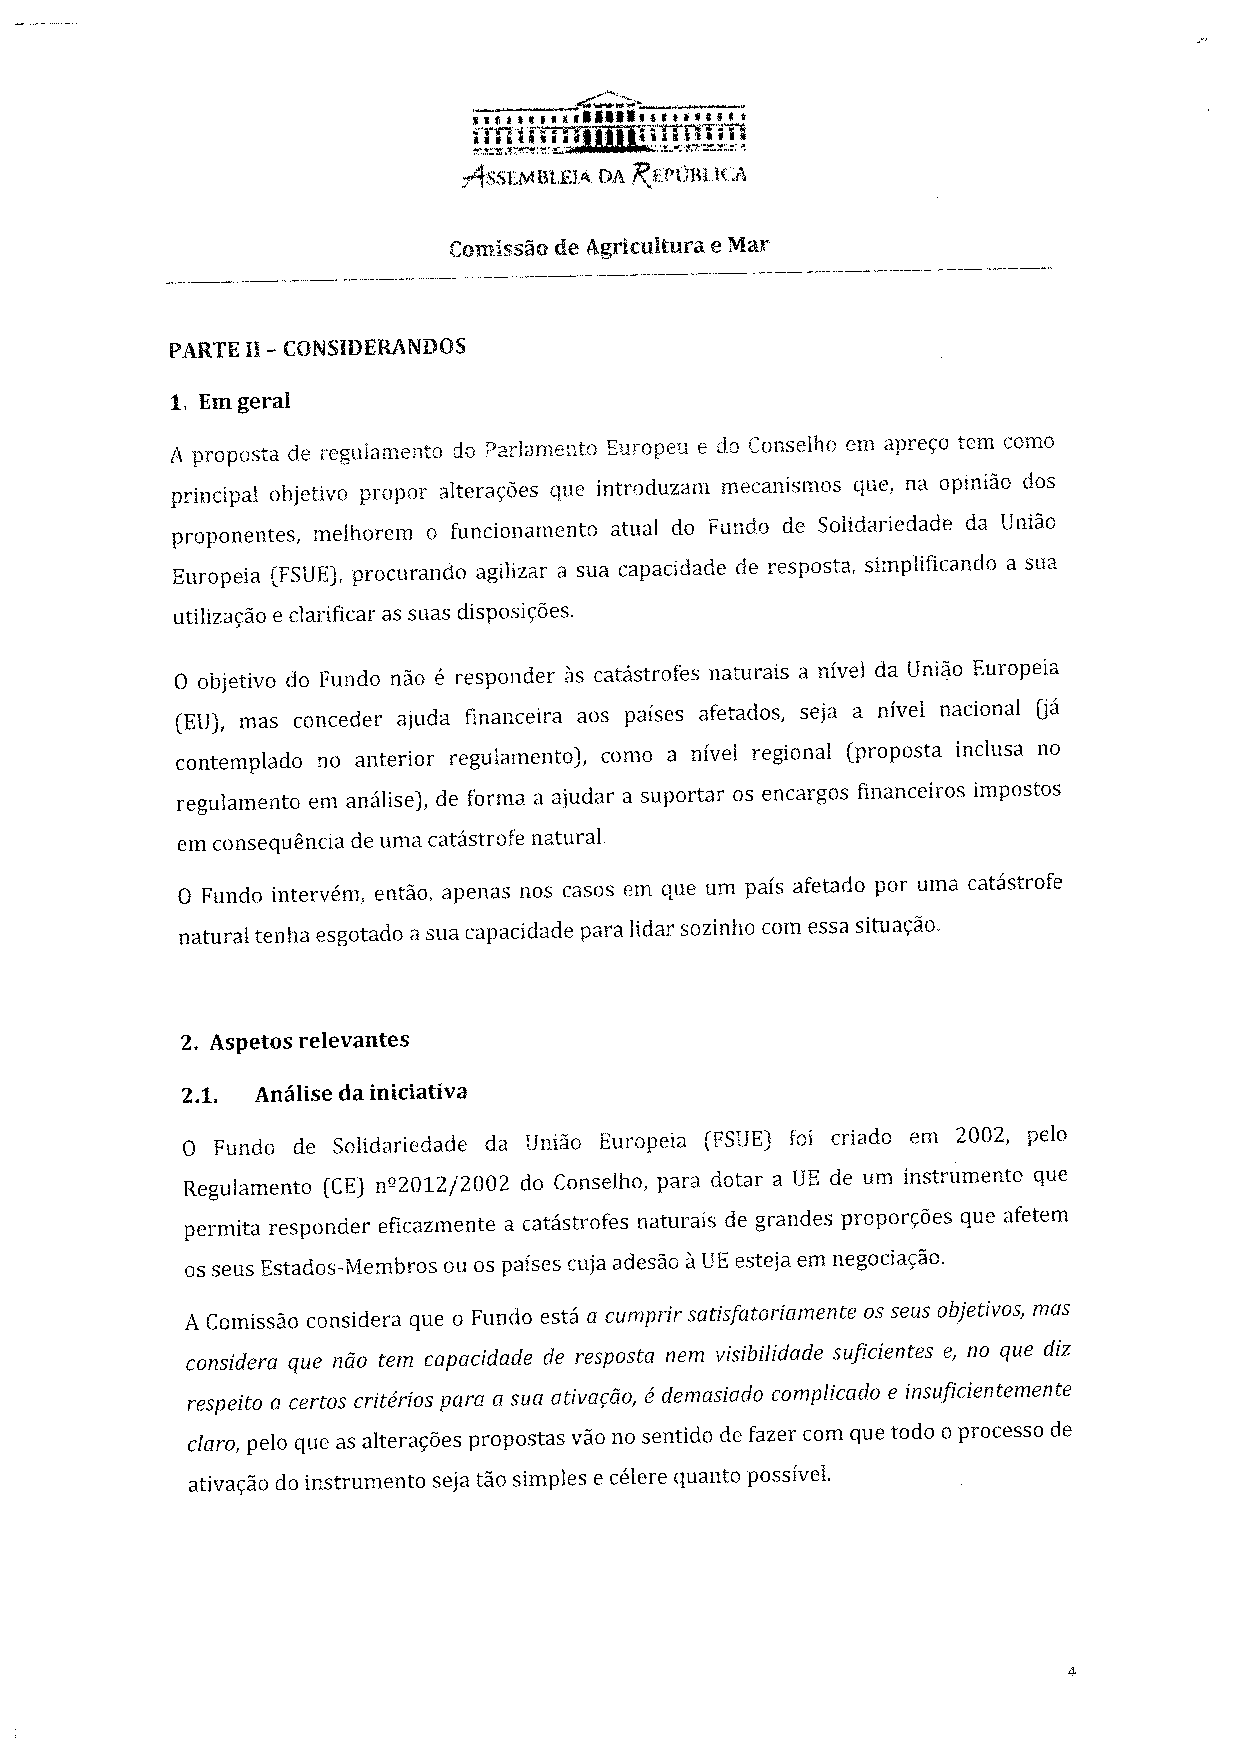 ASSEMBLEIA DA REPÚBLICA
Comissão de Agricultura e Mar
PARTE II – CONSIDERANDOS
1. Em geral
A proposta de regulamento do Parlamento Europeu e do Conselho em apreço tem como
principal objetivo propor alterações que introduzam mecanismos que, na opinião dos
proponentes, melhorem o funcionamento atual do Fundo de Solidariedade da União
Europeia (FSUE), procurando agilizar a sua capacidade de resposta, simplificando a sua
utilização e clarificar as suas disposições.
O objetivo do Fundo não é responder às catástrofes naturais a nível da União Europeia
(EU), mas conceder ajuda financeira aos países afetados, seja a nível nacional (já
contemplado no anterior regulamento), como a nível regional (proposta inclusa no
regulamento em análise), de forma a ajudar a suportar os encargos financeiros impostos
em consequência de uma catástrofe natural.
O Fundo intervém, então, apenas nos casos em que um país afetado por uma catástrofe
natural tenha esgotado a sua capacidade para lidar sozinho com essa situação.
2. Aspetos relevantes
2.1. Análise da iniciativa
O Fundo de Solidariedade da União Europeia (FSUE) foi criado em 2002, pelo
Regulamento (CE) nº2012/2002 do Conselho, para dotar a UE de um instrumento que
permita responder eficazmente a catástrofes naturais de grandes proporções que afetem
os seus Estados-Membros ou os países cuja adesão à UE esteja em negociação.
A Comissão considera que o Fundo está a cumprir satisfatoriamente os seus objetivos, mas
considera que não tem capacidade de resposta nem visibilidade suficientes e, no que diz
respeito a certos critérios para a sua ativação, é demasiado complicado e insuficientemente
claro, pelo que as alterações propostas vão no sentido de fazer com que todo o processo de
ativação do instrumento seja tão simples e célere quanto possível.
4